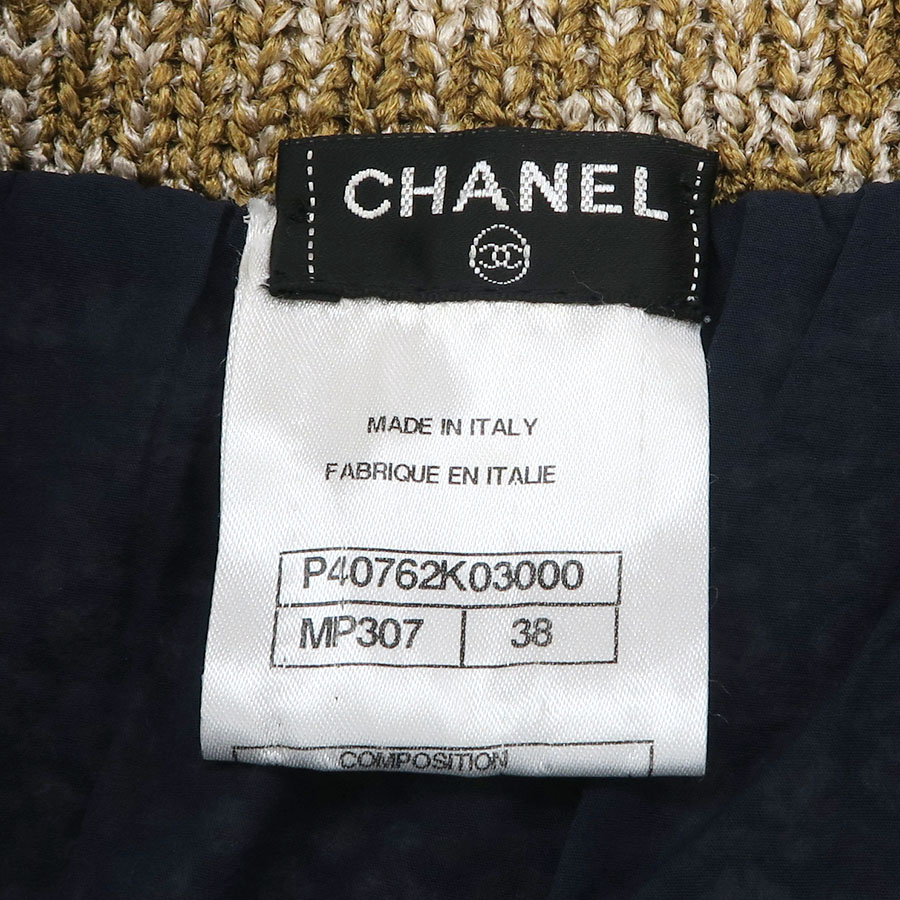 CHANEL
MADE IN ITALY
FABRIQUE EN ITALIE
P40762K03000
MP307 38
COMPOSITION